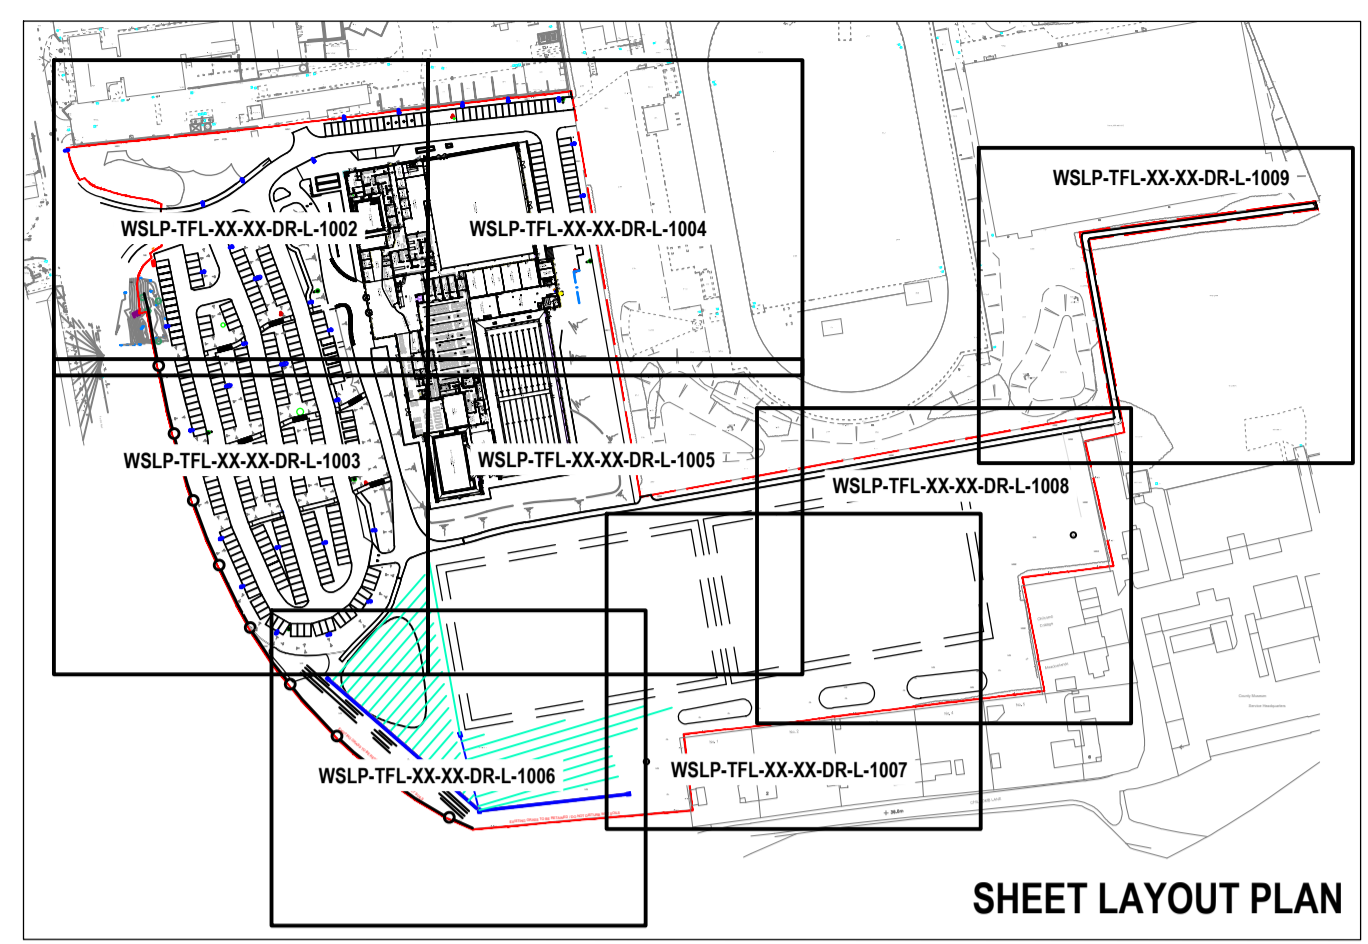 WSLP-TFL-XX-XX-DR-L-1009
WSLP-TFL-XX-XX-DR-L-1002
WSLP-TFL-XX-XX-DR-L-1004
WSLP-TFL-XX-XX-DR-L-1003
WSLP-TFL-XX-XX-DR-L-1005
WSLP-TFL-XX-XX-DR-L-1008
WSLP-TFL-XX-XX-DR-L-1006
WSLP-TFL-XX-XX-DR-L-1007
SHEET LAYOUT PLAN